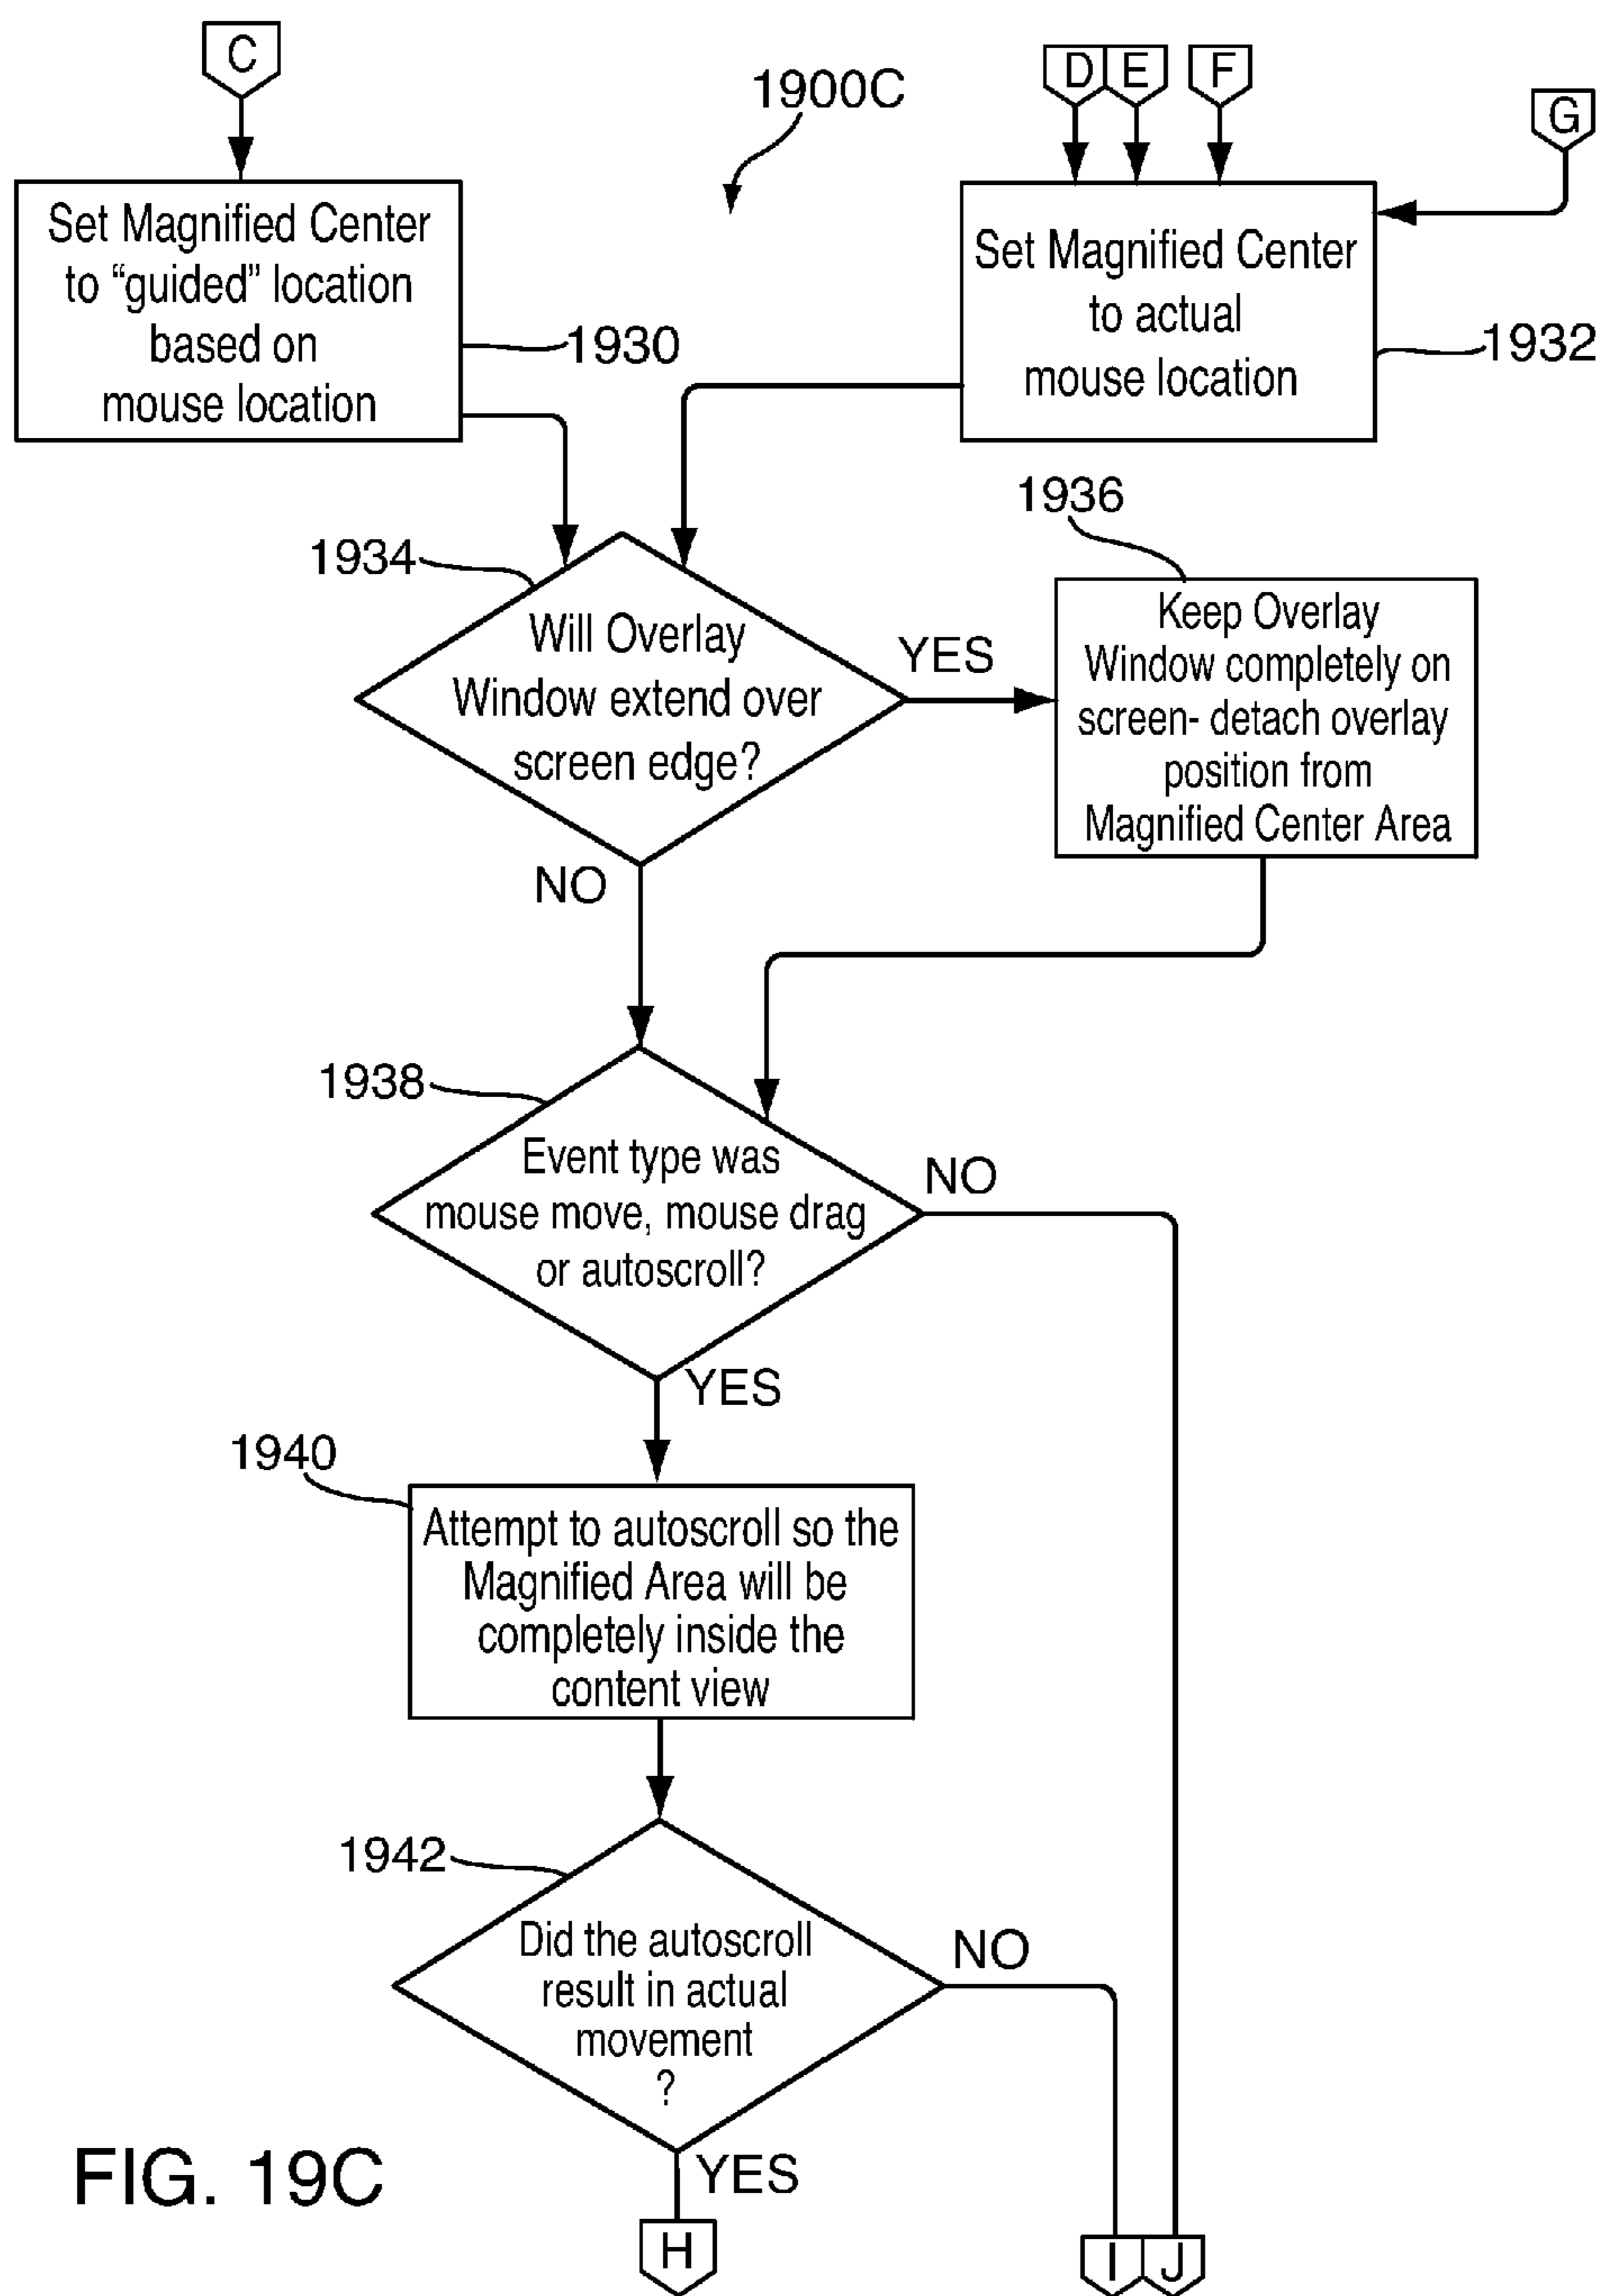 C
1900C
D
E
F
G
Set Magnified Center
to “guided” location
based on
mouse location
1930
Set Magnified Center
to actual
mouse location
1932
1934
Will Overlay
Window extend over
screen edge?
YES
NO
1936
Keep Overlay
Window completely on
screen- detach overlay
position from
Magnified Center Area
1938
Event type was
mouse move, mouse drag
or autoscroll?
NO
YES
1940
Attempt to autoscroll so the
Magnified Area will be
completely inside the
content view
1942
Did the autoscroll
result in actual
movement
?
NO
YES
FIG. 19C
H
I
J